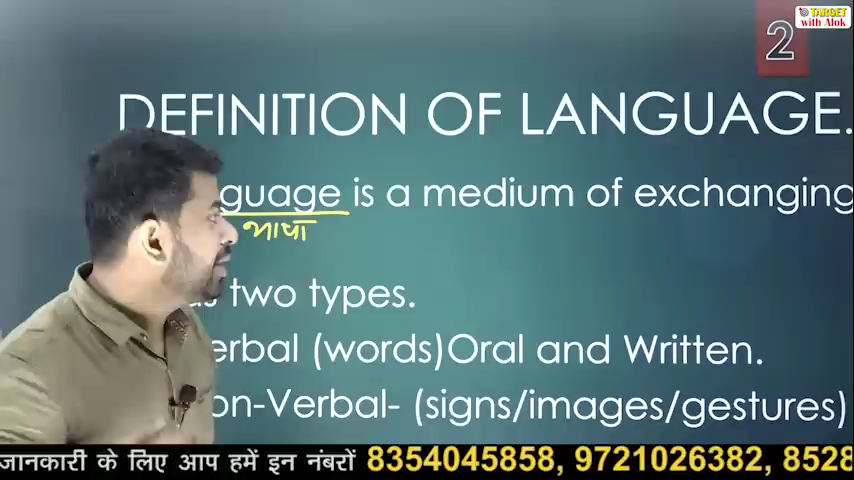 TARGET
with Alok
2
DEFINITION OF LANGUAGE.
guage is a medium of exchanging
भाषा
two types.
erbal (words)Oral and Written.
on-Verbal- (signs/images/gestures)
जानकारी के लिए आप हमें इन नंबरों 8354045858, 9721026382, 8528